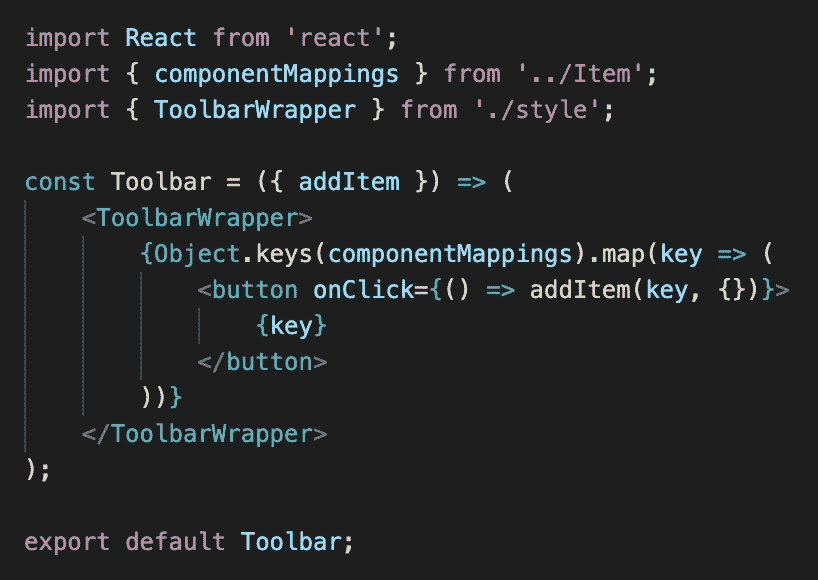 import React from 'react';
import { componentMappings } from '../Item';
import { ToolbarWrapper } from './style';

const Toolbar = ({ addItem }) => (
    <ToolbarWrapper>
        {Object.keys(componentMappings).map(key => (
            <button onClick={() => addItem(key, {})}>
                {key}
            </button>
        ))}
    </ToolbarWrapper>
);

export default Toolbar;